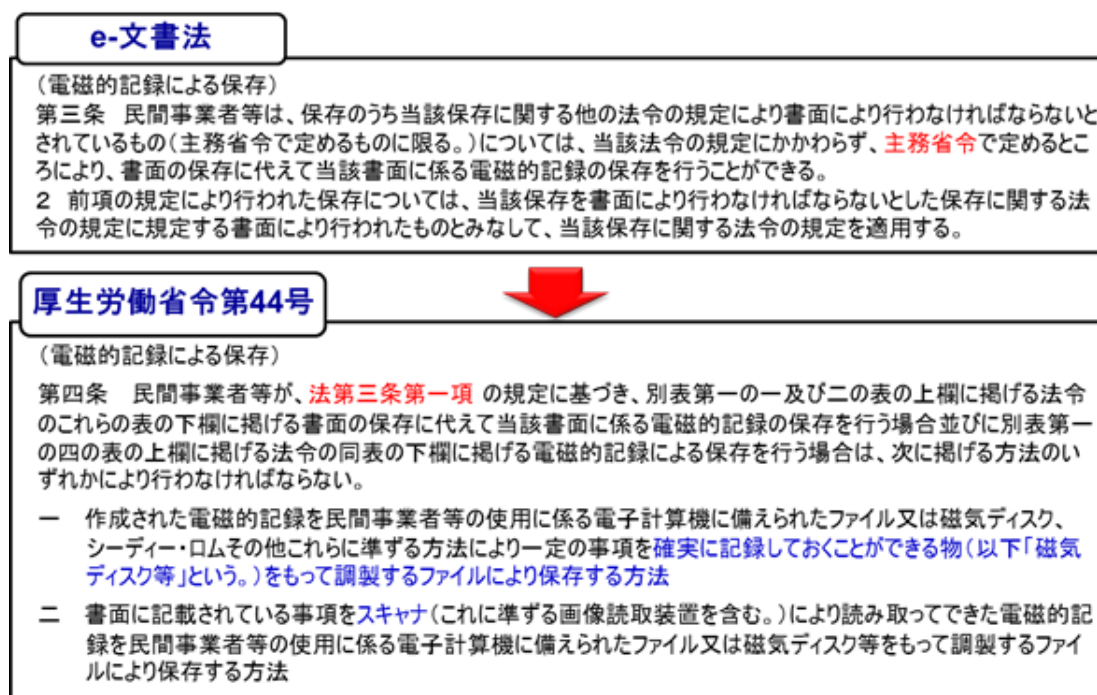 e-文書法
（電磁的記録による保存）
第三条　民間事業者等は、保存のうち当該保存に関する他の法令の規定により書面により行わなければならないと
されているもの（主務省令で定めるものに限る。）については、当該法令の規定にかかわらず、主務省令で定めるとこ
ろにより、書面の保存に代えて当該書面に係る電磁的記録の保存を行うことができる。
２　前項の規定により行われた保存については、当該保存を書面により行わなければならないとした保存に関する法
令の規定に規定する書面により行われたものとみなして、当該保存に関する法令の規定を適用する。
厚生労働省令第44号
（電磁的記録による保存）
第四条　民間事業者等が、法第三条第一項 の規定に基づき、別表第一の一及び二の表の上欄に掲げる法令
のこれらの表の下欄に掲げる書面の保存に代えて当該書面に係る電磁的記録の保存を行う場合並びに別表第一
の四の表の上欄に掲げる法令の同表の下欄に掲げる電磁的記録による保存を行う場合は、次に掲げる方法のい
ずれかにより行わなければならない。
一　作成された電磁的記録を民間事業者等の使用に係る電子計算機に備えられたファイル又は磁気ディスク、
シーディー・ロムその他これらに準ずる方法により一定の事項を確実に記録しておくことができる物（以下「磁気
ディスク等」という。）をもって調製するファイルにより保存する方法
二　書面に記載されている事項をスキャナ（これに準ずる画像読取装置を含む。）により読み取ってできた電磁的記
録を民間事業者等の使用に係る電子計算機に備えられたファイル又は磁気ディスク等をもって調製するファイ
ルにより保存する方法